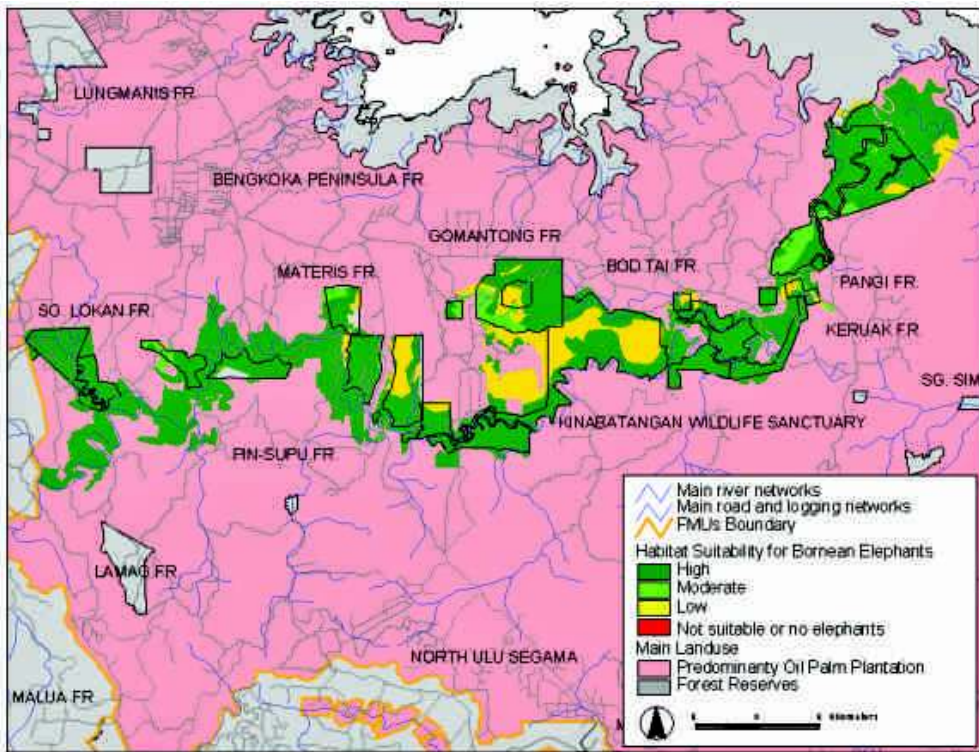 LUNGMANIS FR.
BENGKOKA PENINSULA FR
GOMANTONG FR
MATERIS FR.
BOD TAI FR.
PANGI FR.
SG. LOKAN FR.
KERUAK FR
SG. SIM
KINABATANGAN WILDLIFE SANCTUARY
PIN-SUPU FR
LAMAG FR
NORTH ULU SEGAMA
MALUA FR
Main river networks
Main road and logging networks
FMUs Boundary
Habitat Suitability for Bornean Elephants
High
Moderate
Low
Not suitable or no elephants
Main Landuse
Predominanty Oil Palm Plantation
Forest Reserves